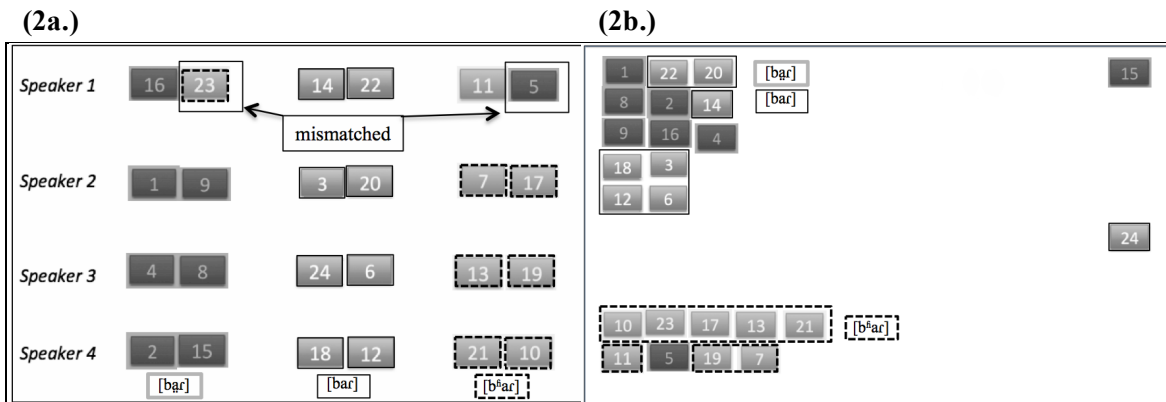 (2a.)
Speaker 1 16 23 14 22 11 5
mismatched
Speaker 2 1 9 3 20 7 17
Speaker 3 4 8 24 6 13 19
Speaker 4 2 15 18 12 21 10
[ba̤ɾ] [baɾ] [bʱaɾ]
(2b.)
1 22 20 [ba̤ɾ] 15
8 2 14 [baɾ]
9 16 4
18 3
12 6
24
10 23 17 13 21 [bʱaɾ]
11 5 19 7